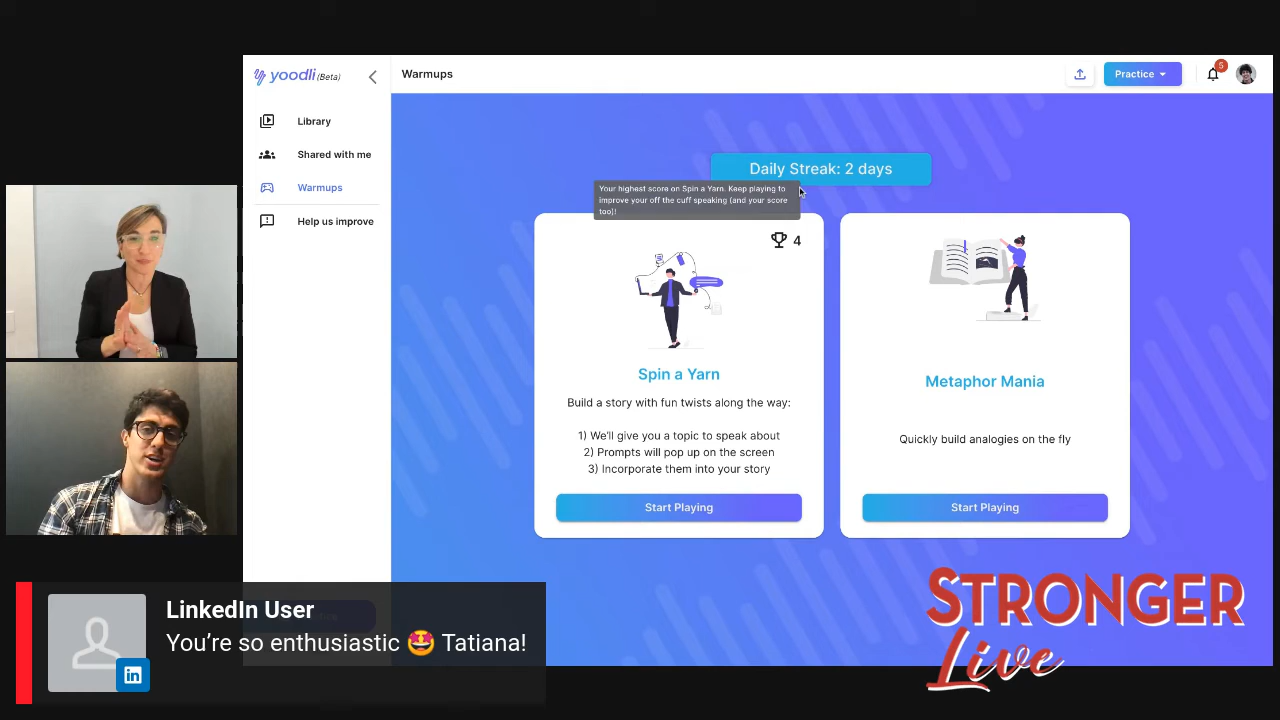 yoodli (Beta)
Warmups
Practice
5
Library
Shared with me
Warmups
Help us improve
Daily Streak: 2 days
Your highest score on Spin a Yarn. Keep playing to
improve your off the cuff speaking (and your score
too)!
4
Spin a Yarn
Build a story with fun twists along the way:
1) We'll give you a topic to speak about
2) Prompts will pop up on the screen
3) Incorporate them into your story
Start Playing
Metaphor Mania
Quickly build analogies on the fly
Start Playing
LinkedIn User
You're so enthusiastic 🤩 Tatiana!
in
STRONGER
Live